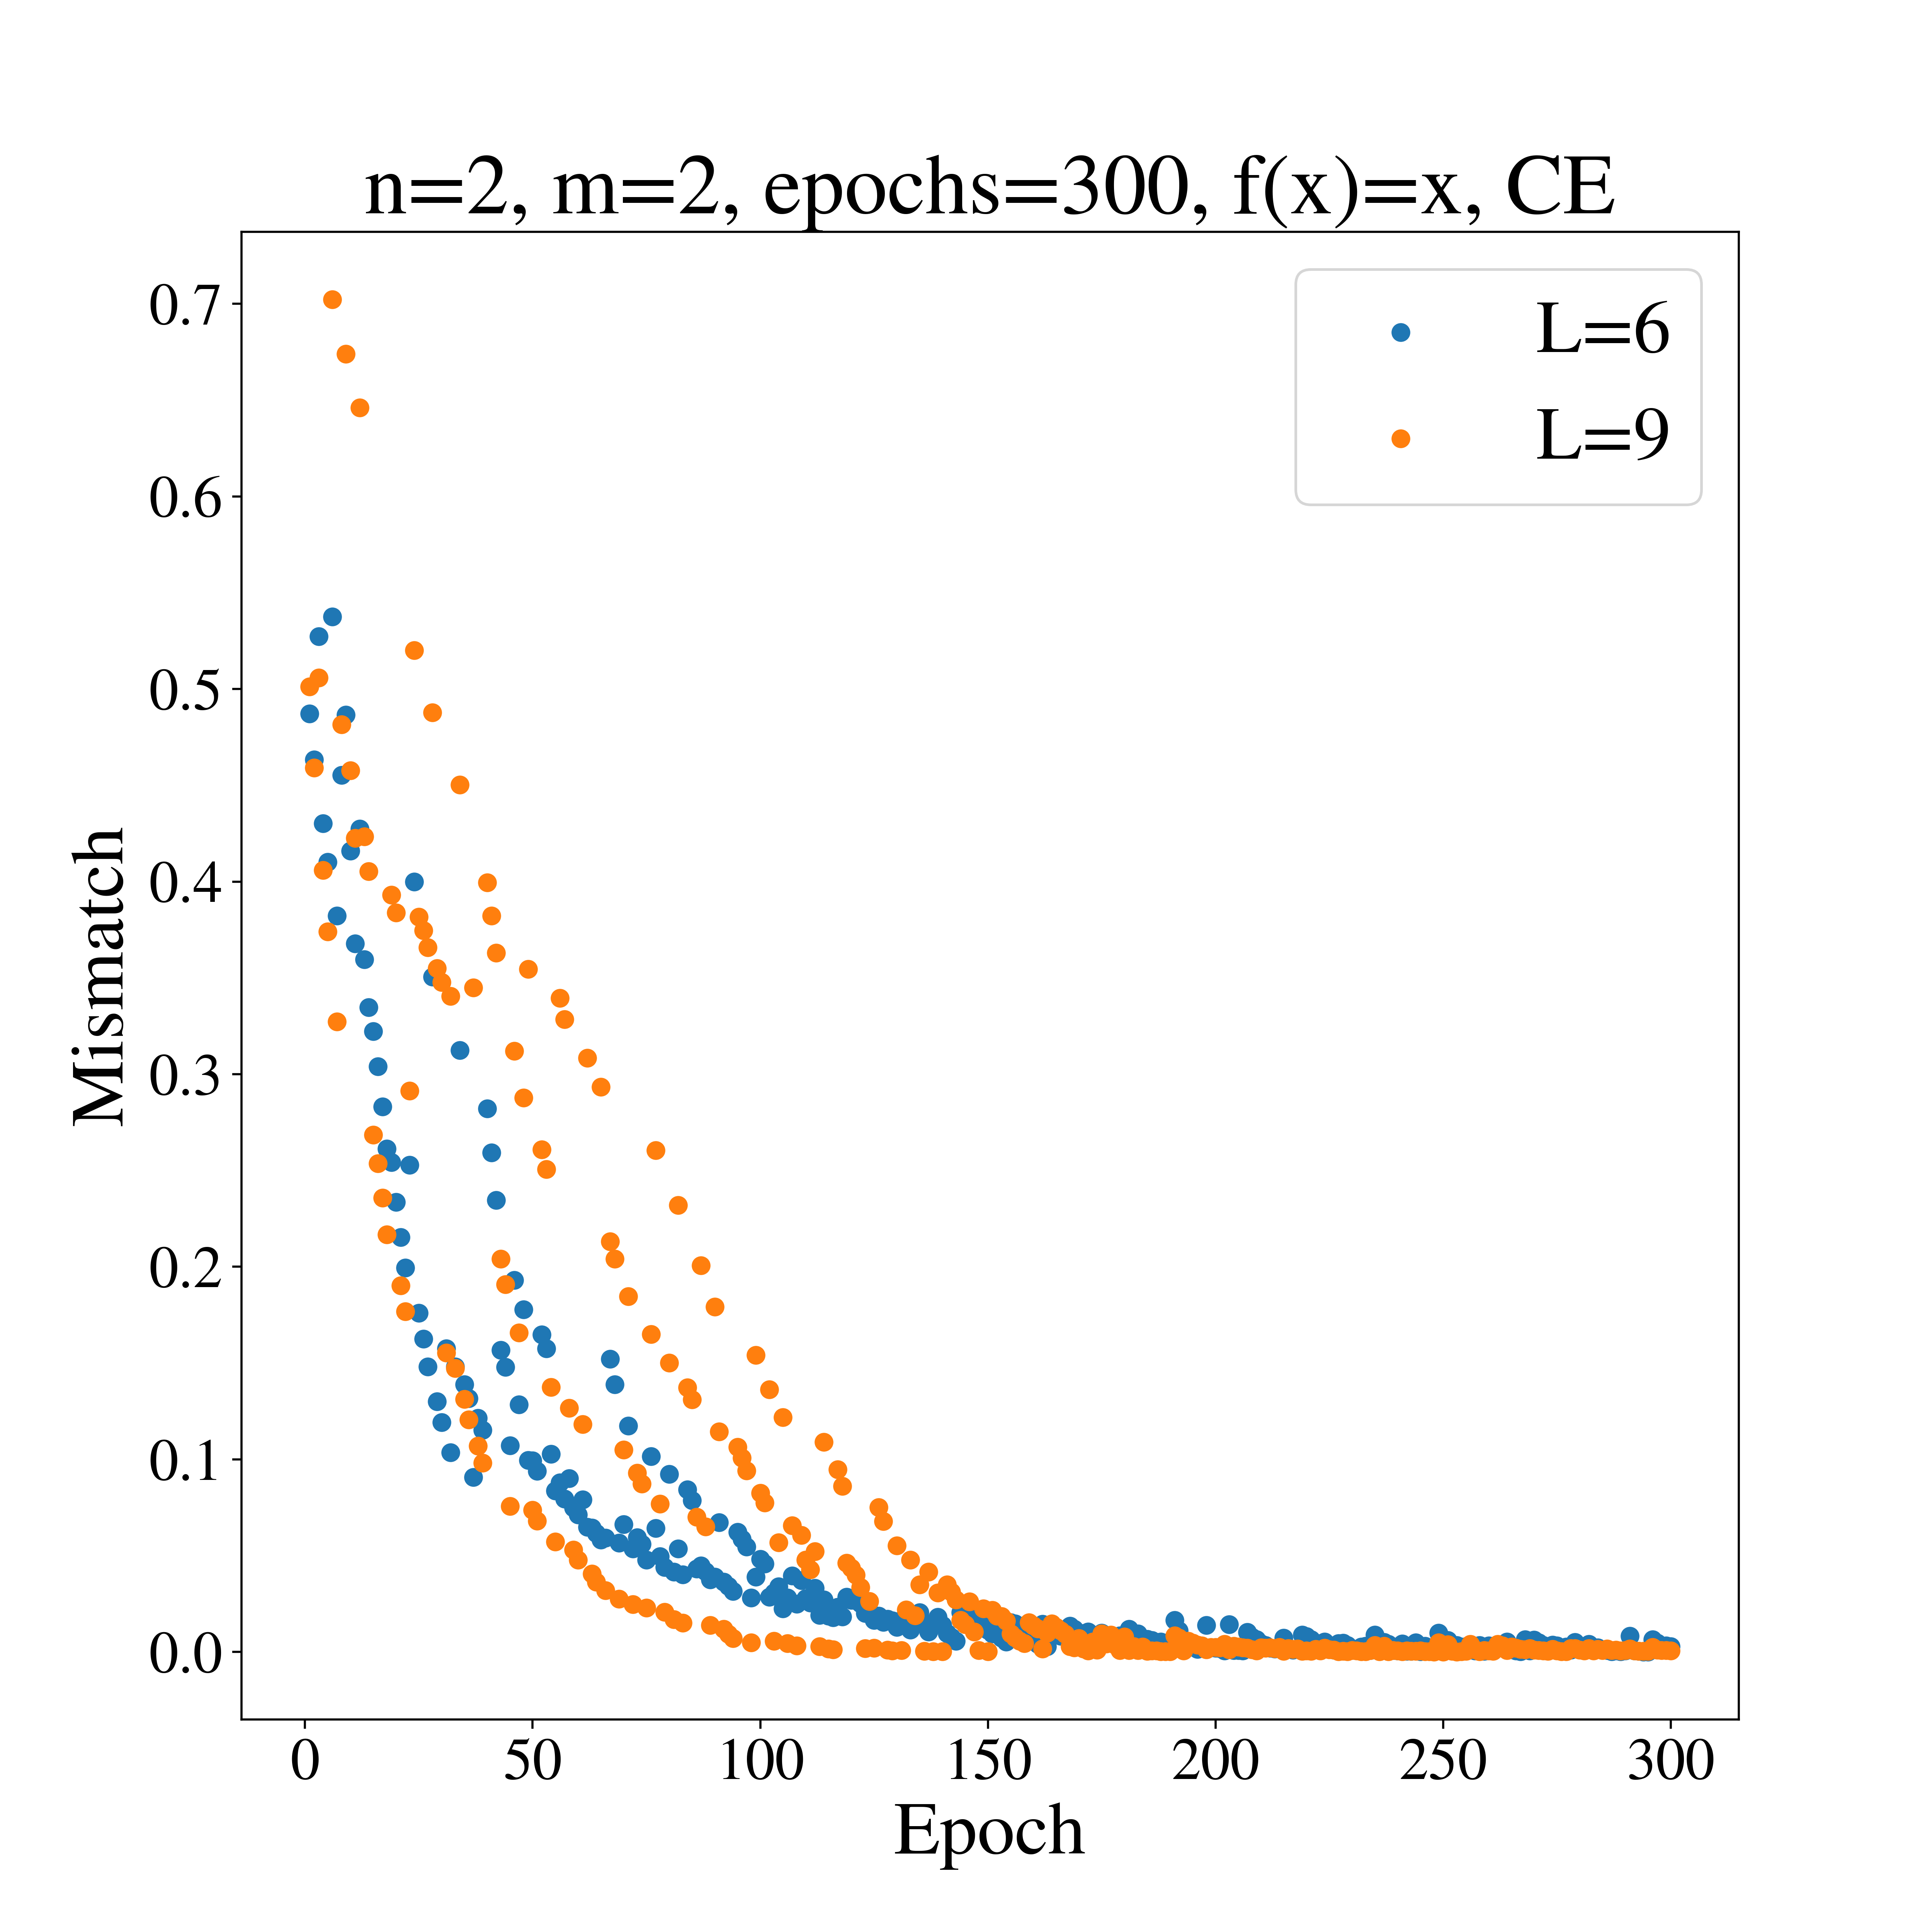 n=2, m=2, epochs=300, f(x)=x, CE
L=6
L=9
0.7
0.6
0.5
0.4
0.3
0.2
0.1
0.0
Mismatch
0 50 100 150 200 250 300
Epoch